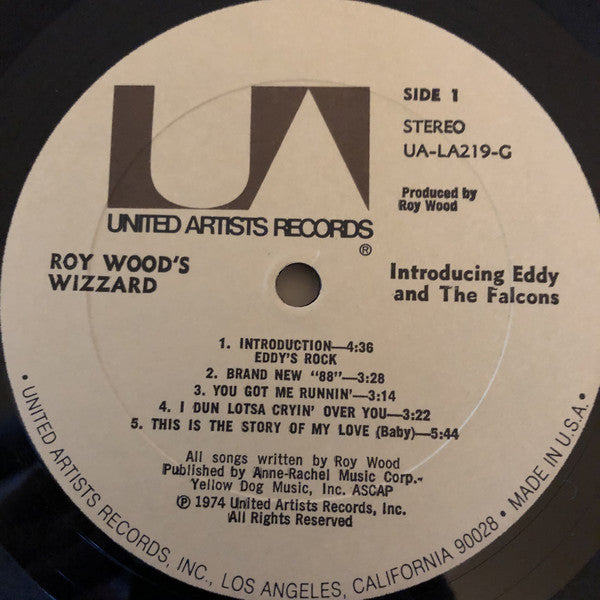 UA
UNITED ARTISTS RECORDS
®
SIDE 1
STEREO
UA-LA219-G
Produced by
Roy Wood
ROY WOOD'S
WIZZARD
Introducing Eddy
and The Falcons
1. INTRODUCTION—4:36
EDDY'S ROCK
2. BRAND NEW "88"—3:28
3. YOU GOT ME RUNNIN'—3:14
4. I DUN LOTSA CRYIN' OVER YOU—3:22
5. THIS IS THE STORY OF MY LOVE (Baby)—5:44
All songs written by Roy Wood
Published by Anne-Rachel Music Corp.-
Yellow Dog Music, Inc. ASCAP
℗ 1974 United Artists Records, Inc.
All Rights Reserved
• UNITED ARTISTS RECORDS, INC., LOS ANGELES, CALIFORNIA 90028 • MADE IN U.S.A. •